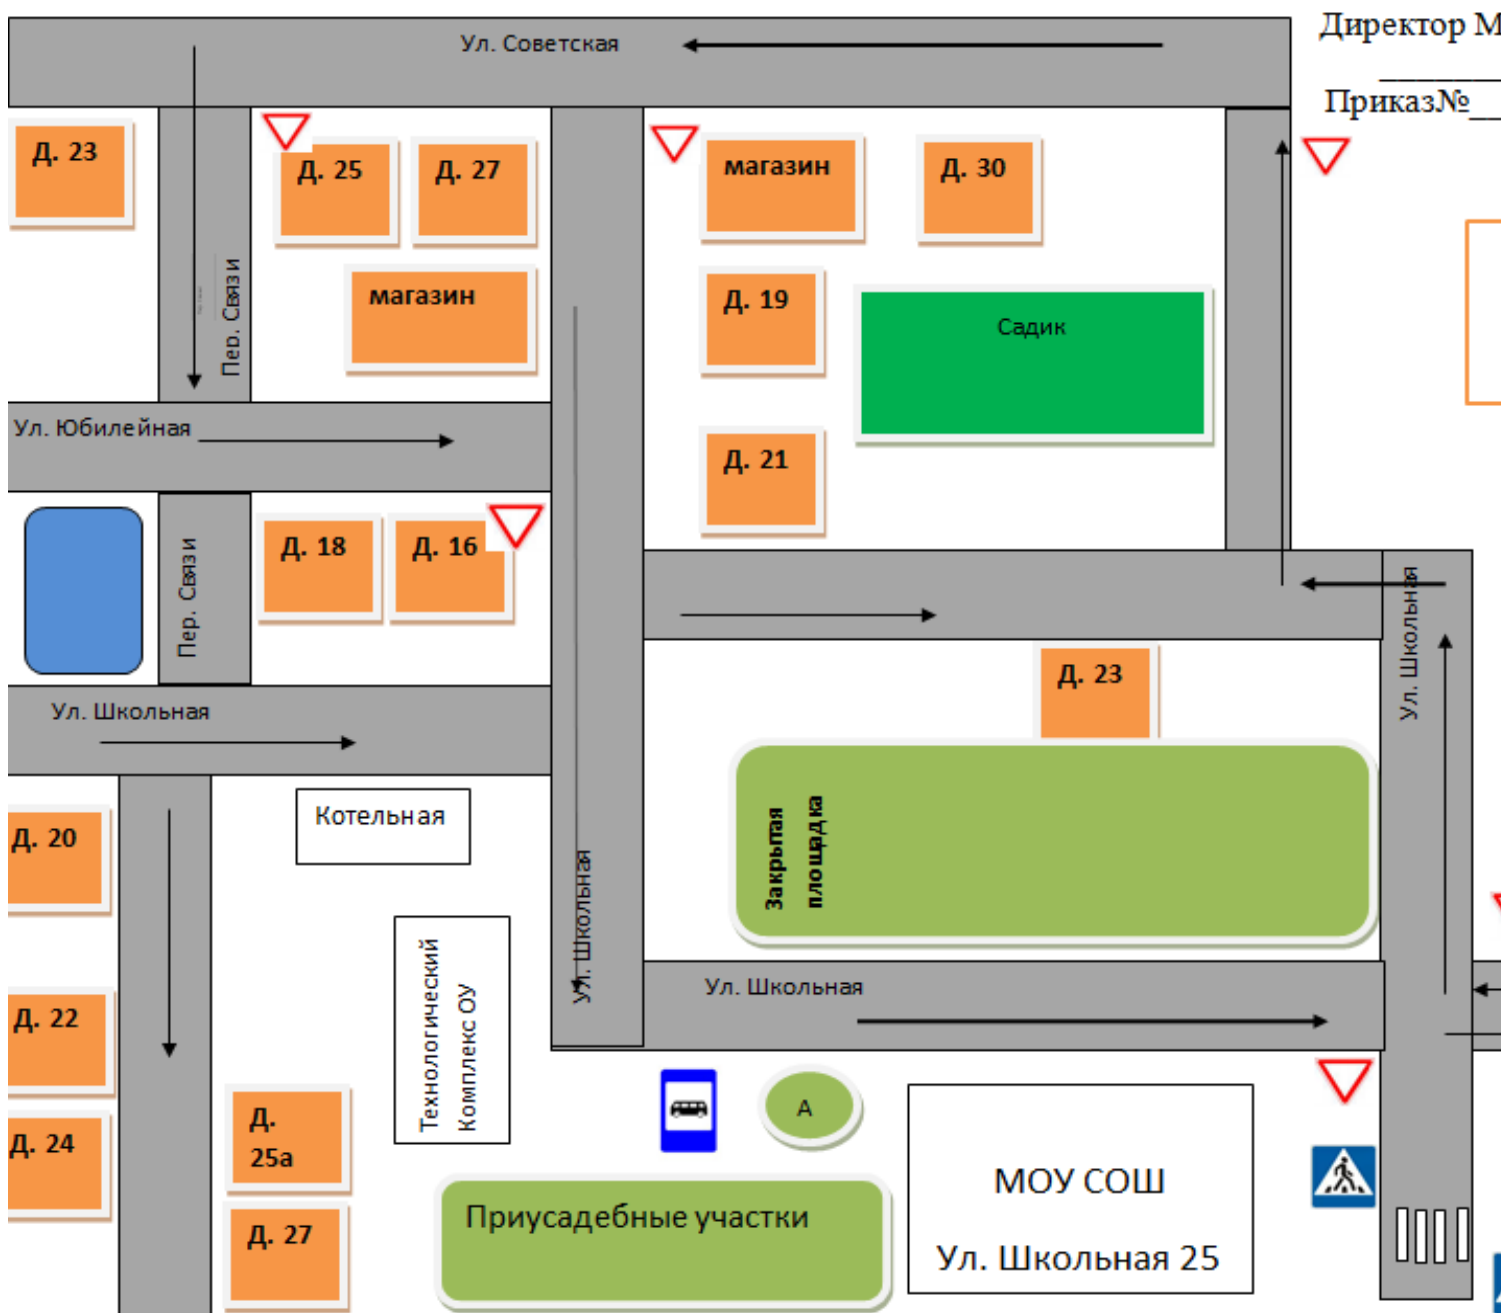 Директор М
Приказ№__
Ул. Советская
Д. 23
Д. 25
Д. 27
магазин
Д. 30
Пер. Связи
магазин
Д. 19
Садик
Ул. Юбилейная
Д. 21
Пер. Связи
Д. 18
Д. 16
Ул. Школьная
Ул. Школьная
Д. 23
Котельная
Закрытая
площадка
Д. 20
Ул. Школьная
Технологический
Комплекс ОУ
Ул. Школьная
Д. 22
Д. 24
Д.
25а
А
Д. 27
Приусадебные участки
МОУ СОШ
Ул. Школьная 25